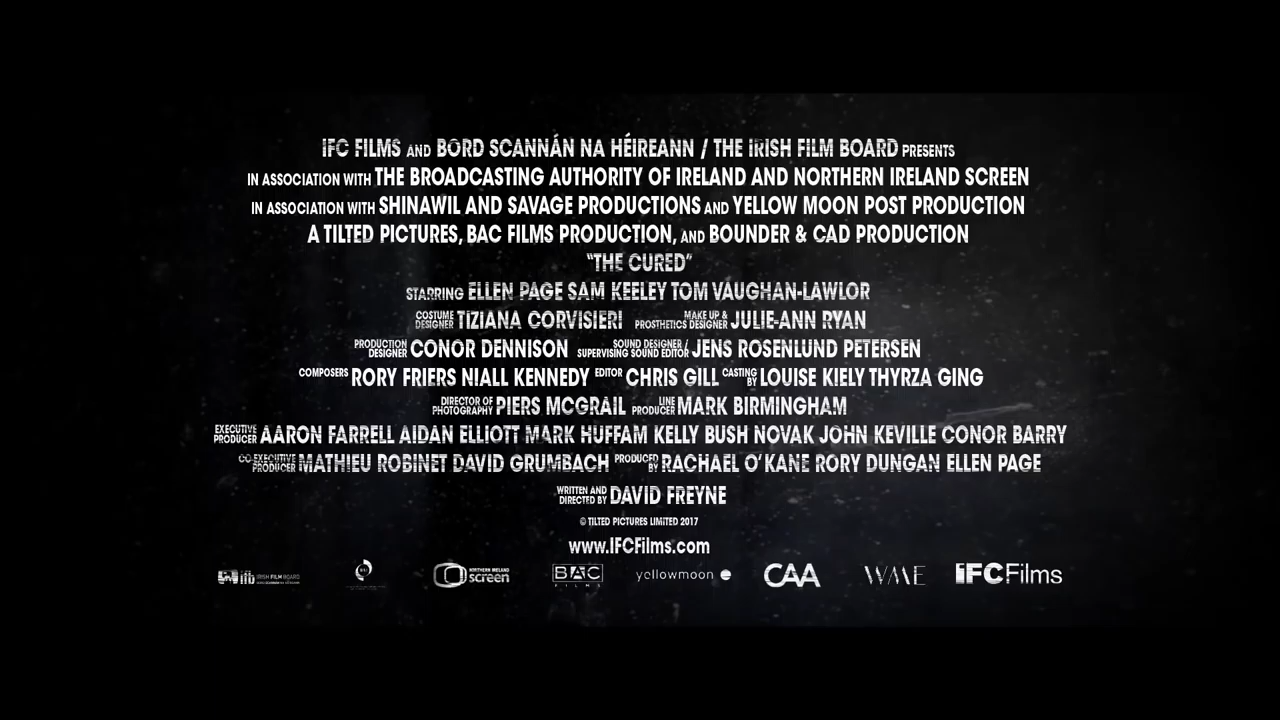 IFC FILMS AND BORD SCANNÁN NA HÉIREANN / THE IRISH FILM BOARD PRESENTS
IN ASSOCIATION WITH THE BROADCASTING AUTHORITY OF IRELAND AND NORTHERN IRELAND SCREEN
IN ASSOCIATION WITH SHINAWIL AND SAVAGE PRODUCTIONS AND YELLOW MOON POST PRODUCTION
A TILTED PICTURES, BAC FILMS PRODUCTION, AND BOUNDER & CAD PRODUCTION
"THE CURED"
STARRING ELLEN PAGE SAM KEELEY TOM VAUGHAN-LAWLOR
COSTUME DESIGNER TIZIANA CORVISIERI MAKE UP & PROSTHETICS DESIGNER JULIE-ANN RYAN
PRODUCTION DESIGNER CONOR DENNISON SOUND DESIGNER / SUPERVISING SOUND EDITOR JENS ROSENLUND PETERSEN
COMPOSERS RORY FRIERS NIALL KENNEDY EDITOR CHRIS GILL CASTING BY LOUISE KIELY THYRZA GING
DIRECTOR OF PHOTOGRAPHY PIERS MCGRAIL LINE PRODUCER MARK BIRMINGHAM
EXECUTIVE PRODUCER AARON FARRELL AIDAN ELLIOTT MARK HUFFAM KELLY BUSH NOVAK JOHN KEVILLE CONOR BARRY
CO-EXECUTIVE PRODUCER MATHIEU ROBINET DAVID GRUMBACH PRODUCED BY RACHAEL O'KANE RORY DUNGAN ELLEN PAGE
WRITTEN AND DIRECTED BY DAVID FREYNE
© TILTED PICTURES LIMITED 2017
www.IFCFilms.com
ifb IRISH FILM BOARD NORTHERN IRELAND screen BAC FILMS yellowmoon CAA WME IFC Films